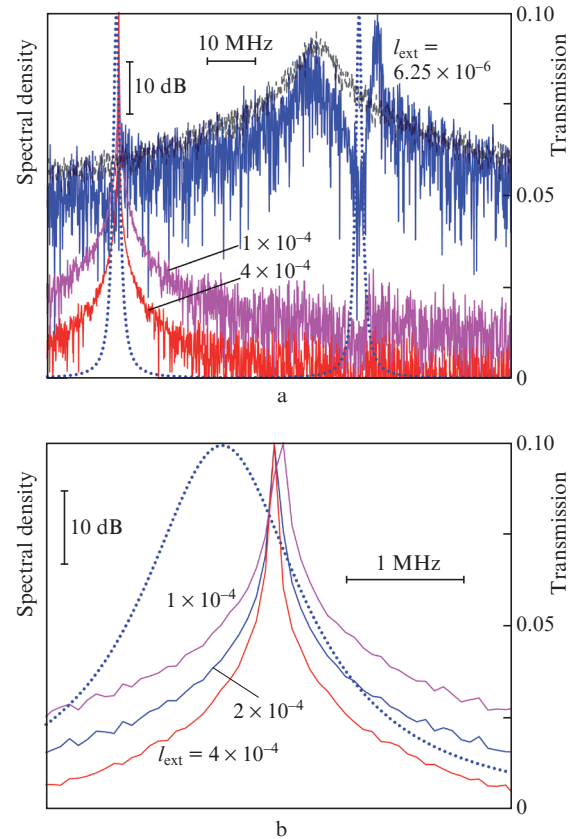 Spectral density
10 dB
10 MHz
l_ext =
6.25 × 10⁻⁶
1 × 10⁻⁴
4 × 10⁻⁴
0.10
0.05
0
Transmission
a
Spectral density
10 dB
1 MHz
1 × 10⁻⁴
2 × 10⁻⁴
l_ext = 4 × 10⁻⁴
0.10
0.05
0
Transmission
b